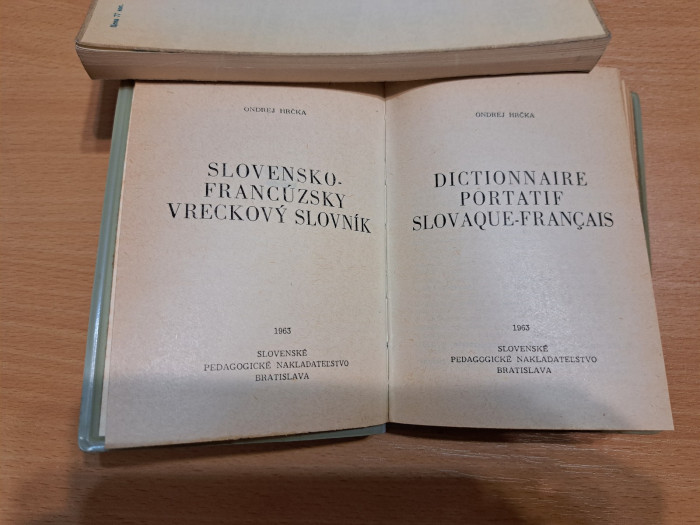 ONDREJ HRČKA
SLOVENSKO-
FRANCÚZSKY
VRECKOVÝ SLOVNÍK
1963
SLOVENSKÉ
PEDAGOGICKÉ NAKLADATEĽSTVO
BRATISLAVA
ONDREJ HRČKA
DICTIONNAIRE
PORTATIF
SLOVAQUE-FRANÇAIS
1963
SLOVENSKÉ
PEDAGOGICKÉ NAKLADATEĽSTVO
BRATISLAVA